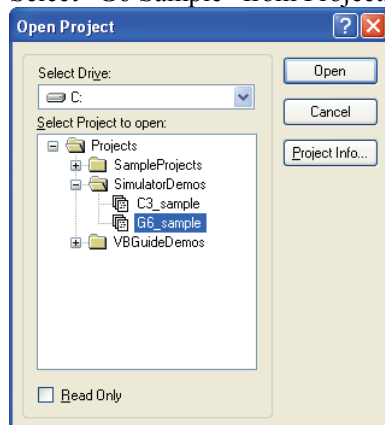 Open Project
Select Drive:
C:
Select Project to open:
Projects
SampleProjects
SimulatorDemos
C3_sample
G6_sample
VBGuideDemos
Read Only
Open
Cancel
Project Info...